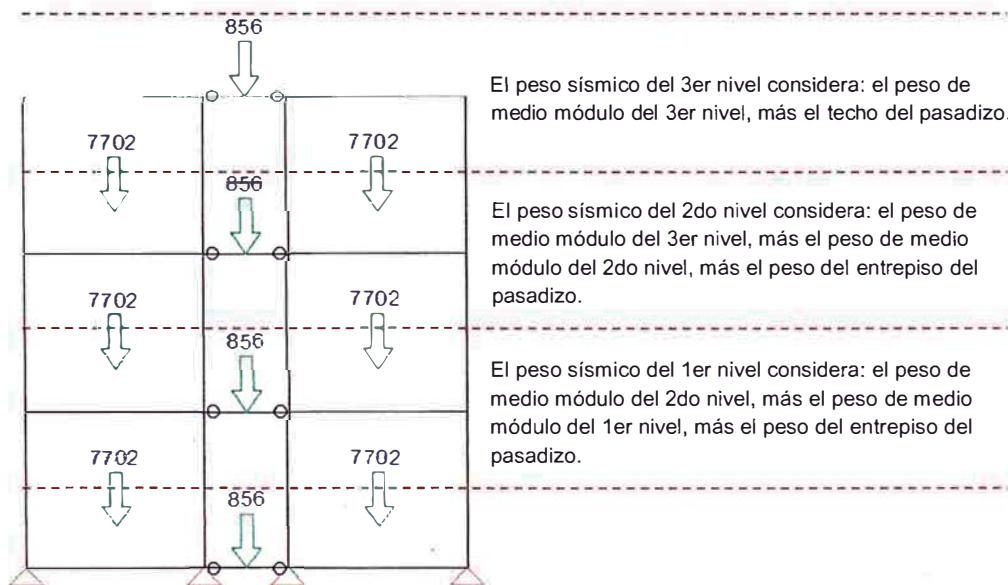 856
El peso sísmico del 3er nivel considera: el peso de
medio módulo del 3er nivel, más el techo del pasadizo.
7702
7702
856
El peso sísmico del 2do nivel considera: el peso de
medio módulo del 3er nivel, más el peso de medio
módulo del 2do nivel, más el peso del entrepiso del
pasadizo.
7702
7702
856
El peso sísmico del 1er nivel considera: el peso de
medio módulo del 2do nivel, más el peso de medio
módulo del 1er nivel, más el peso del entrepiso del
pasadizo.
7702
7702
856